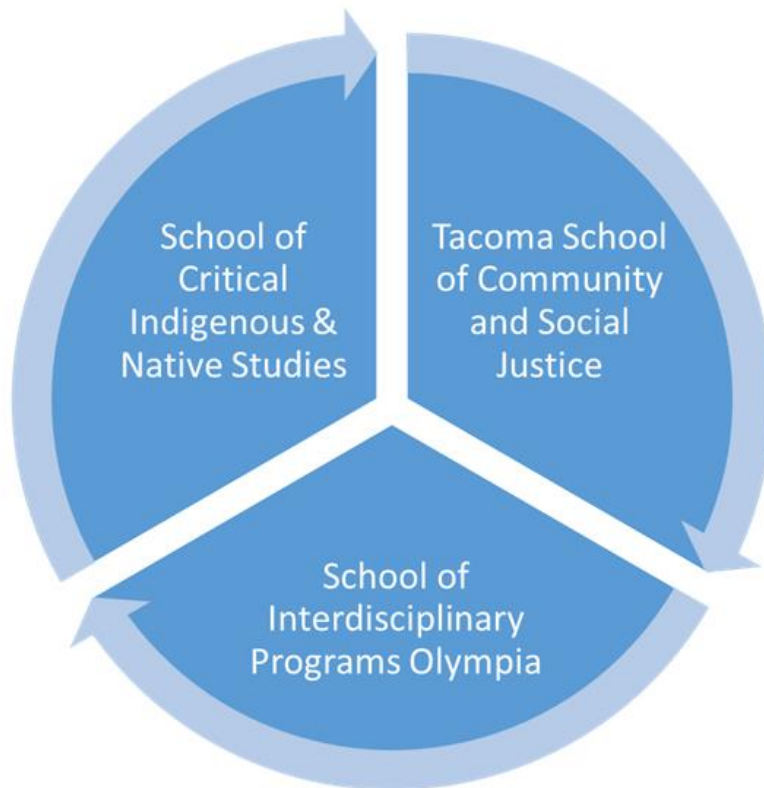 School of
Critical
Indigenous &
Native Studies
Tacoma School
of Community
and Social
Justice
School of
Interdisciplinary
Programs Olympia